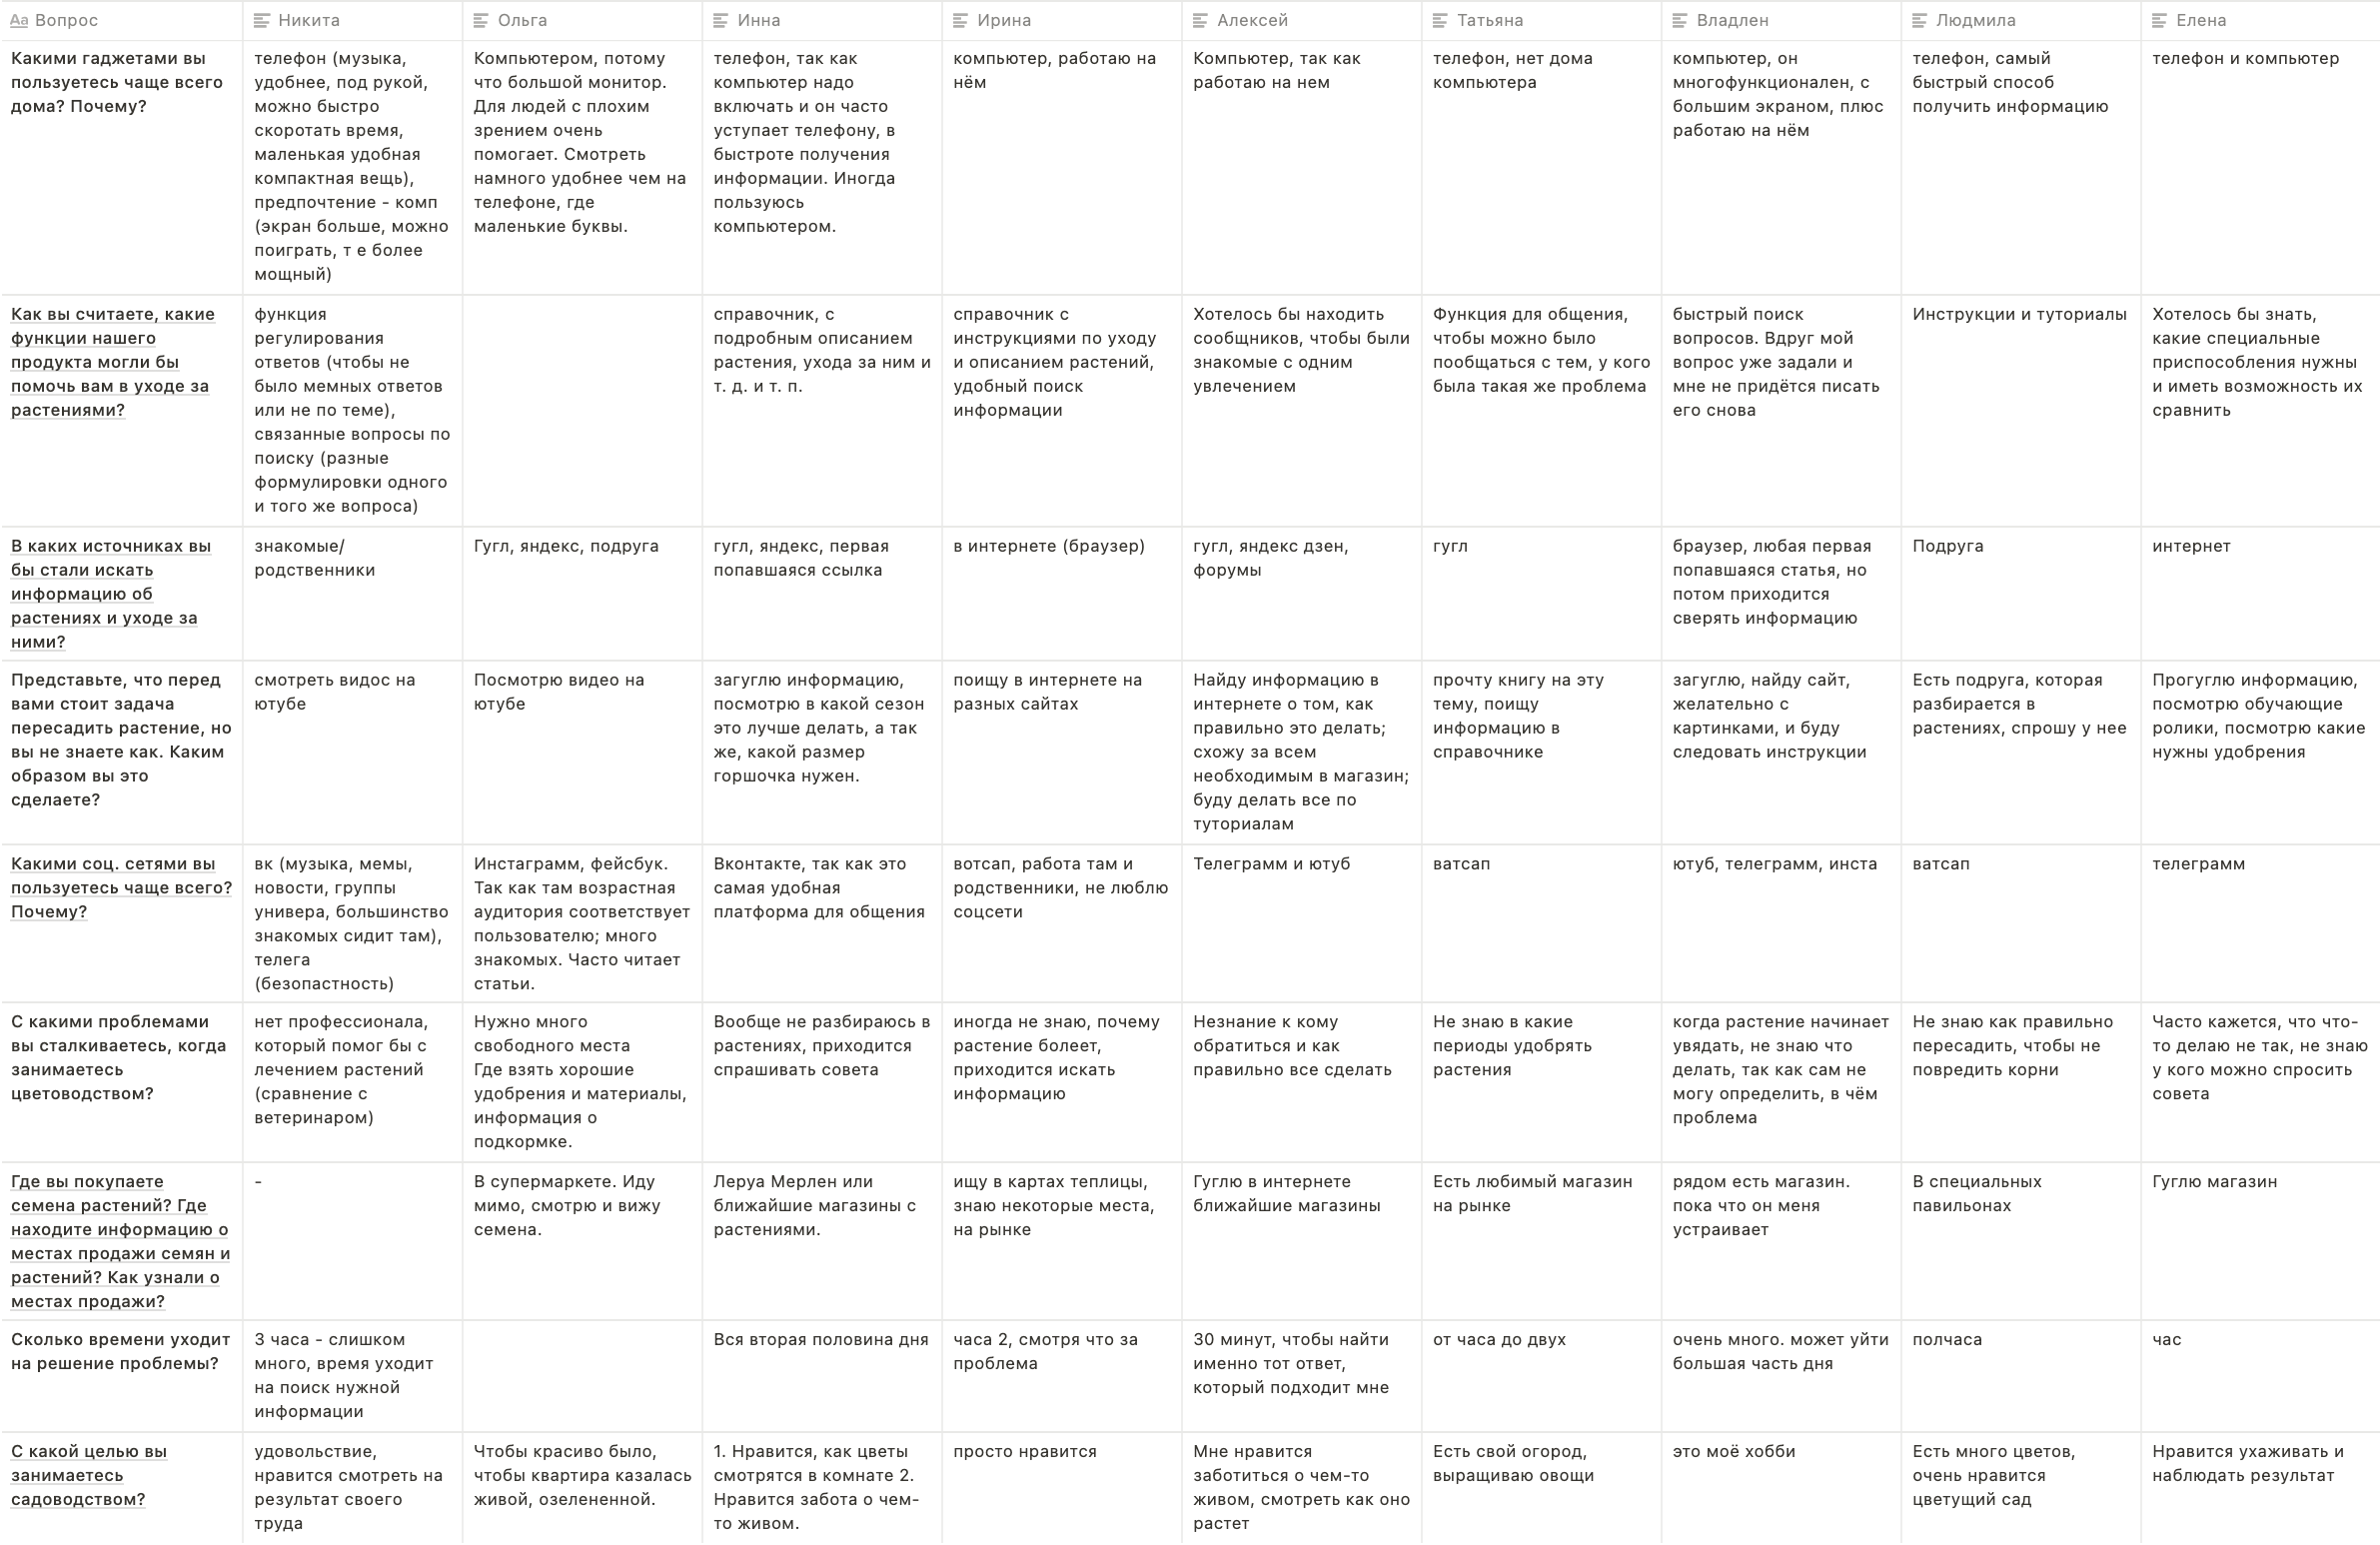 Aa Вопрос
Никита
Ольга
Инна
Ирина
Алексей
Татьяна
Владлен
Людмила
Елена
Какими гаджетами вы
пользуетесь чаще всего
дома? Почему?
телефон (музыка,
удобнее, под рукой,
можно быстро
скоротать время,
маленькая удобная
компактная вещь),
предпочтение - комп
(экран больше, можно
поиграть, т е более
мощный)
Компьютером, потому
что большой монитор.
Для людей с плохим
зрением очень
помогает. Смотреть
намного удобнее чем на
телефоне, где
маленькие буквы.
телефон, так как
компьютер надо
включать и он часто
уступает телефону, в
быстроте получения
информации. Иногда
пользуюсь
компьютером.
компьютер, работаю на
нём
Компьютер, так как
работаю на нем
телефон, нет дома
компьютера
компьютер, он
многофункционален, с
большим экраном, плюс
работаю на нём
телефон, самый
быстрый способ
получить информацию
телефон и компьютер
Как вы считаете, какие
функции нашего
продукта могли бы
помочь вам в уходе за
растениями?
функция
регулирования
ответов (чтобы не
было мемных ответов
или не по теме),
связанные вопросы по
поиску (разные
формулировки одного
и того же вопроса)
справочник, с
подробным описанием
растения, ухода за ним и
т. д. и т. п.
справочник с
инструкциями по уходу
и описанием растений,
удобный поиск
информации
Хотелось бы находить
сообщников, чтобы были
знакомые с одним
увлечением
Функция для общения,
чтобы можно было
пообщаться с тем, у кого
была такая же проблема
быстрый поиск
вопросов. Вдруг мой
вопрос уже задали и
мне не придётся писать
его снова
Инструкции и туториалы
Хотелось бы знать,
какие специальные
приспособления нужны
и иметь возможность их
сравнить
В каких источниках вы
бы стали искать
информацию об
растениях и уходе за
ними?
знакомые/
родственники
Гугл, яндекс, подруга
гугл, яндекс, первая
попавшаяся ссылка
в интернете (браузер)
гугл, яндекс дзен,
форумы
гугл
браузер, любая первая
попавшаяся статья, но
потом приходится
сверять информацию
Подруга
интернет
Представьте, что перед
вами стоит задача
пересадить растение, но
вы не знаете как. Каким
образом вы это
сделаете?
смотреть видос на
ютубе
Посмотрю видео на
ютубе
загуглю информацию,
посмотрю в какой сезон
это лучше делать, а так
же, какой размер
горшочка нужен.
поищу в интернете на
разных сайтах
Найду информацию в
интернете о том, как
правильно это делать;
схожу за всем
необходимым в магазин;
буду делать все по
туториалам
прочту книгу на эту
тему, поищу
информацию в
справочнике
загуглю, найду сайт,
желательно с
картинками, и буду
следовать инструкции
Есть подруга, которая
разбирается в
растениях, спрошу у нее
Прогуглю информацию,
посмотрю обучающие
ролики, посмотрю какие
нужны удобрения
Какими соц. сетями вы
пользуетесь чаще всего?
Почему?
вк (музыка, мемы,
новости, группы
универа, большинство
знакомых сидит там),
телега
(безопастность)
Инстаграмм, фейсбук.
Так как там возрастная
аудитория соответствует
пользователю; много
знакомых. Часто читает
статьи.
Вконтакте, так как это
самая удобная
платформа для общения
вотсап, работа там и
родственники, не люблю
соцсети
Телеграмм и ютуб
ватсап
ютуб, телеграмм, инста
ватсап
телеграмм
С какими проблемами
вы сталкиваетесь, когда
занимаетесь
цветоводством?
нет профессионала,
который помог бы с
лечением растений
(сравнение с
ветеринаром)
Нужно много
свободного места
Где взять хорошие
удобрения и материалы,
информация о
подкормке.
Вообще не разбираюсь в
растениях, приходится
спрашивать совета
иногда не знаю, почему
растение болеет,
приходится искать
информацию
Незнание к кому
обратиться и как
правильно все сделать
Не знаю в какие
периоды удобрять
растения
когда растение начинает
увядать, не знаю что
делать, так как сам не
могу определить, в чём
проблема
Не знаю как правильно
пересадить, чтобы не
повредить корни
Часто кажется, что что-
то делаю не так, не знаю
у кого можно спросить
совета
Где вы покупаете
семена растений? Где
находите информацию о
местах продажи семян и
растений? Как узнали о
местах продажи?
-
В супермаркете. Иду
мимо, смотрю и вижу
семена.
Леруа Мерлен или
ближайшие магазины с
растениями.
ищу в картах теплицы,
знаю некоторые места,
на рынке
Гуглю в интернете
ближайшие магазины
Есть любимый магазин
на рынке
рядом есть магазин.
пока что он меня
устраивает
В специальных
павильонах
Гуглю магазин
Сколько времени уходит
на решение проблемы?
3 часа - слишком
много, время уходит
на поиск нужной
информации
Вся вторая половина дня
часа 2, смотря что за
проблема
30 минут, чтобы найти
именно тот ответ,
который подходит мне
от часа до двух
очень много. может уйти
большая часть дня
полчаса
час
С какой целью вы
занимаетесь
садоводством?
удовольствие,
нравится смотреть на
результат своего
труда
Чтобы красиво было,
чтобы квартира казалась
живой, озелененной.
1. Нравится, как цветы
смотрятся в комнате 2.
Нравится забота о чем-
то живом.
просто нравится
Мне нравится
заботиться о чем-то
живом, смотреть как оно
растет
Есть свой огород,
выращиваю овощи
это моё хобби
Есть много цветов,
очень нравится
цветущий сад
Нравится ухаживать и
наблюдать результат